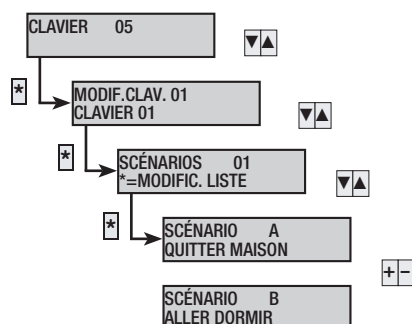 CLAVIER 05
▼▲
*
MODIF.CLAV. 01
CLAVIER 01
▼▲
*
SCÉNARIOS 01
*=MODIFIC. LISTE
▼▲
*
SCÉNARIO A
QUITTER MAISON
+-
SCÉNARIO B
ALLER DORMIR